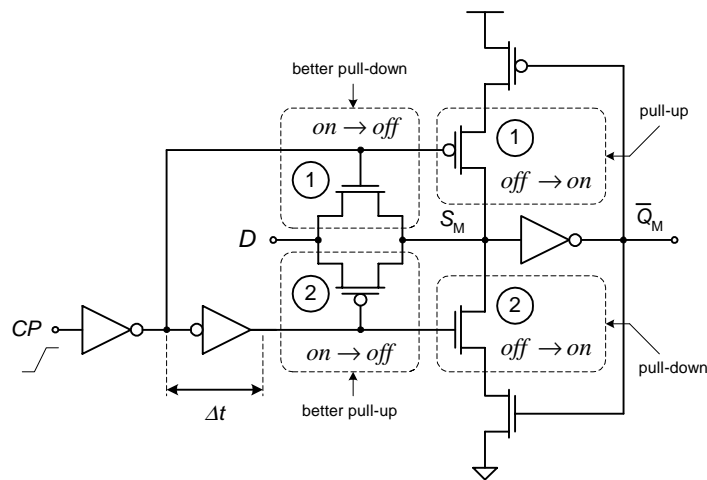 better pull-down
on → off
1
1
off → on
pull-up
D
S_M
Q̅_M
2
2
CP
on → off
off → on
Δt
better pull-up
pull-down